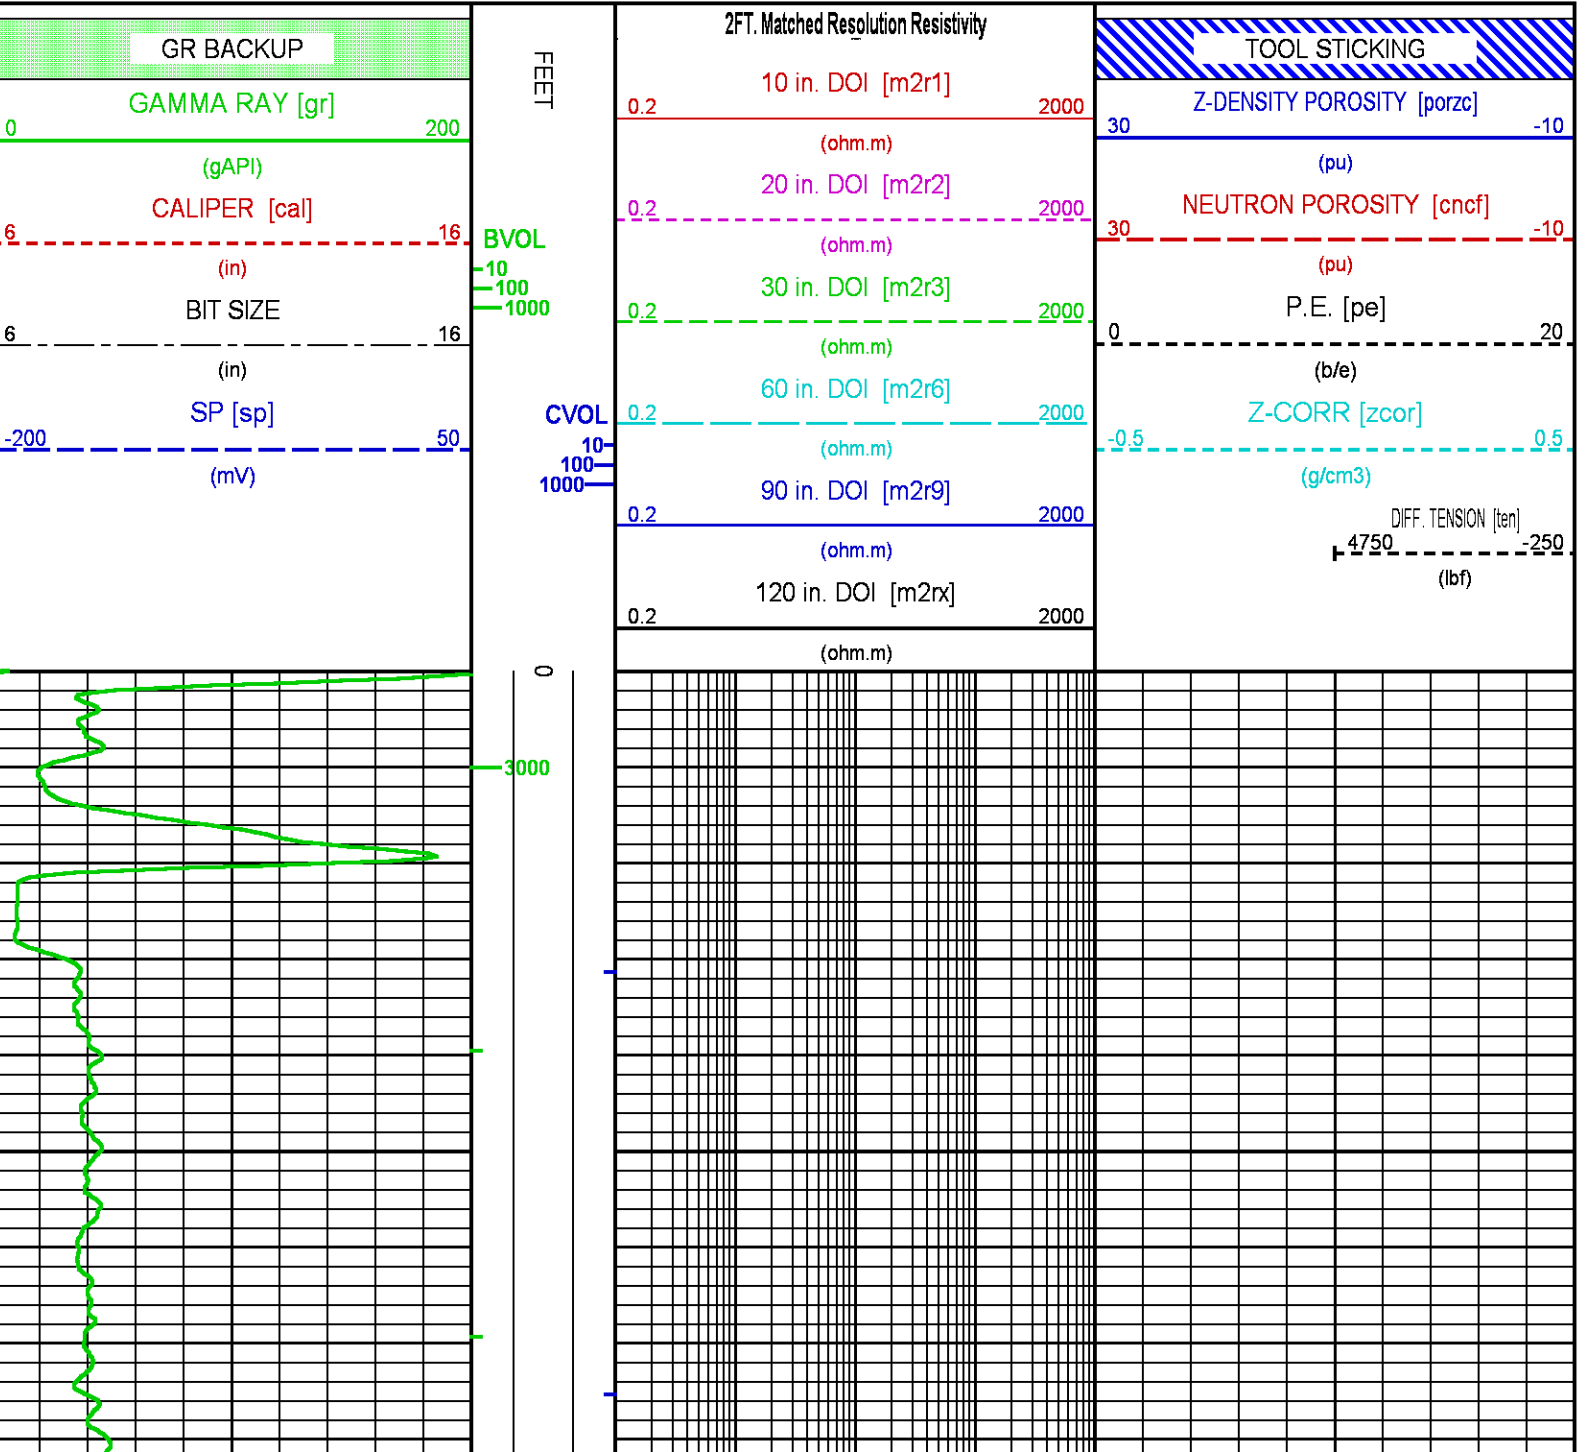 GR BACKUP
GAMMA RAY [gr]
0 200
(gAPI)
CALIPER [cal]
6 16
(in)
BIT SIZE
6 16
(in)
SP [sp]
-200 50
(mV)
FEET
BVOL
10
100
1000
CVOL
10
100
1000
2FT. Matched Resolution Resistivity
10 in. DOI [m2r1]
0.2 2000
(ohm.m)
20 in. DOI [m2r2]
0.2 2000
(ohm.m)
30 in. DOI [m2r3]
0.2 2000
(ohm.m)
60 in. DOI [m2r6]
0.2 2000
(ohm.m)
90 in. DOI [m2r9]
0.2 2000
(ohm.m)
120 in. DOI [m2rx]
0.2 2000
(ohm.m)
TOOL STICKING
Z-DENSITY POROSITY [porzc]
30 -10
(pu)
NEUTRON POROSITY [cncf]
30 -10
(pu)
P.E. [pe]
0 20
(b/e)
Z-CORR [zcor]
-0.5 0.5
(g/cm3)
DIFF. TENSION [ten]
4750 -250
(lbf)
0
3000